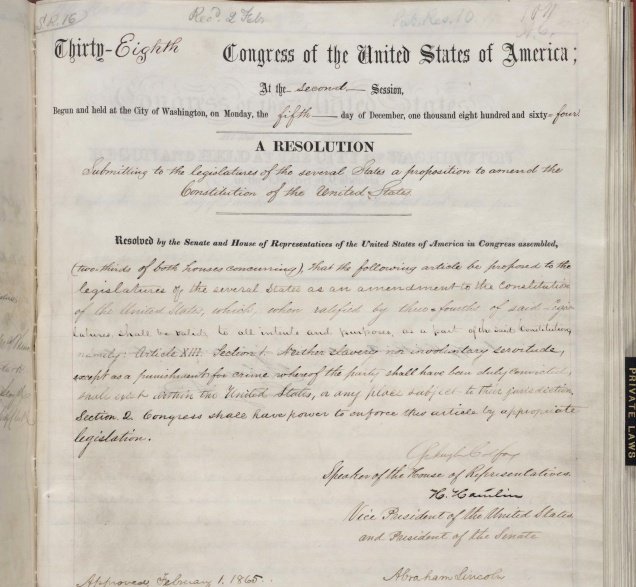 (S.R. 16)
Rec'd. 2 Feb
Pub. Res. 10
Thirty-Eighth Congress of the United States of America;
At the second Session,
Begun and held at the City of Washington, on Monday, the fifth day of December, one thousand eight hundred and sixty-four.
A RESOLUTION
Submitting to the legislatures of the several States a proposition to amend the
Constitution of the United States.
Resolved by the Senate and House of Representatives of the United States of America in Congress assembled,
(two-thirds of both houses concurring), that the following article be proposed to the
legislatures of the several States as an amendment to the Constitution
of the United States, which, when ratified by three-fourths of said Legis-
latures, shall be valid, to all intents and purposes, as a part of the said Constitution,
namely: Article XIII. Section 1. Neither slavery nor involuntary servitude,
except as a punishment for crime whereof the party shall have been duly convicted,
shall exist within the United States, or any place subject to their jurisdiction.
Section 2. Congress shall have power to enforce this article by appropriate
legislation.
Schuyler Colfax
Speaker of the House of Representatives.
H. Hamlin
Vice President of the United States
and President of the Senate
Approved, February 1. 1865.
Abraham Lincoln
PRIVATE LAWS